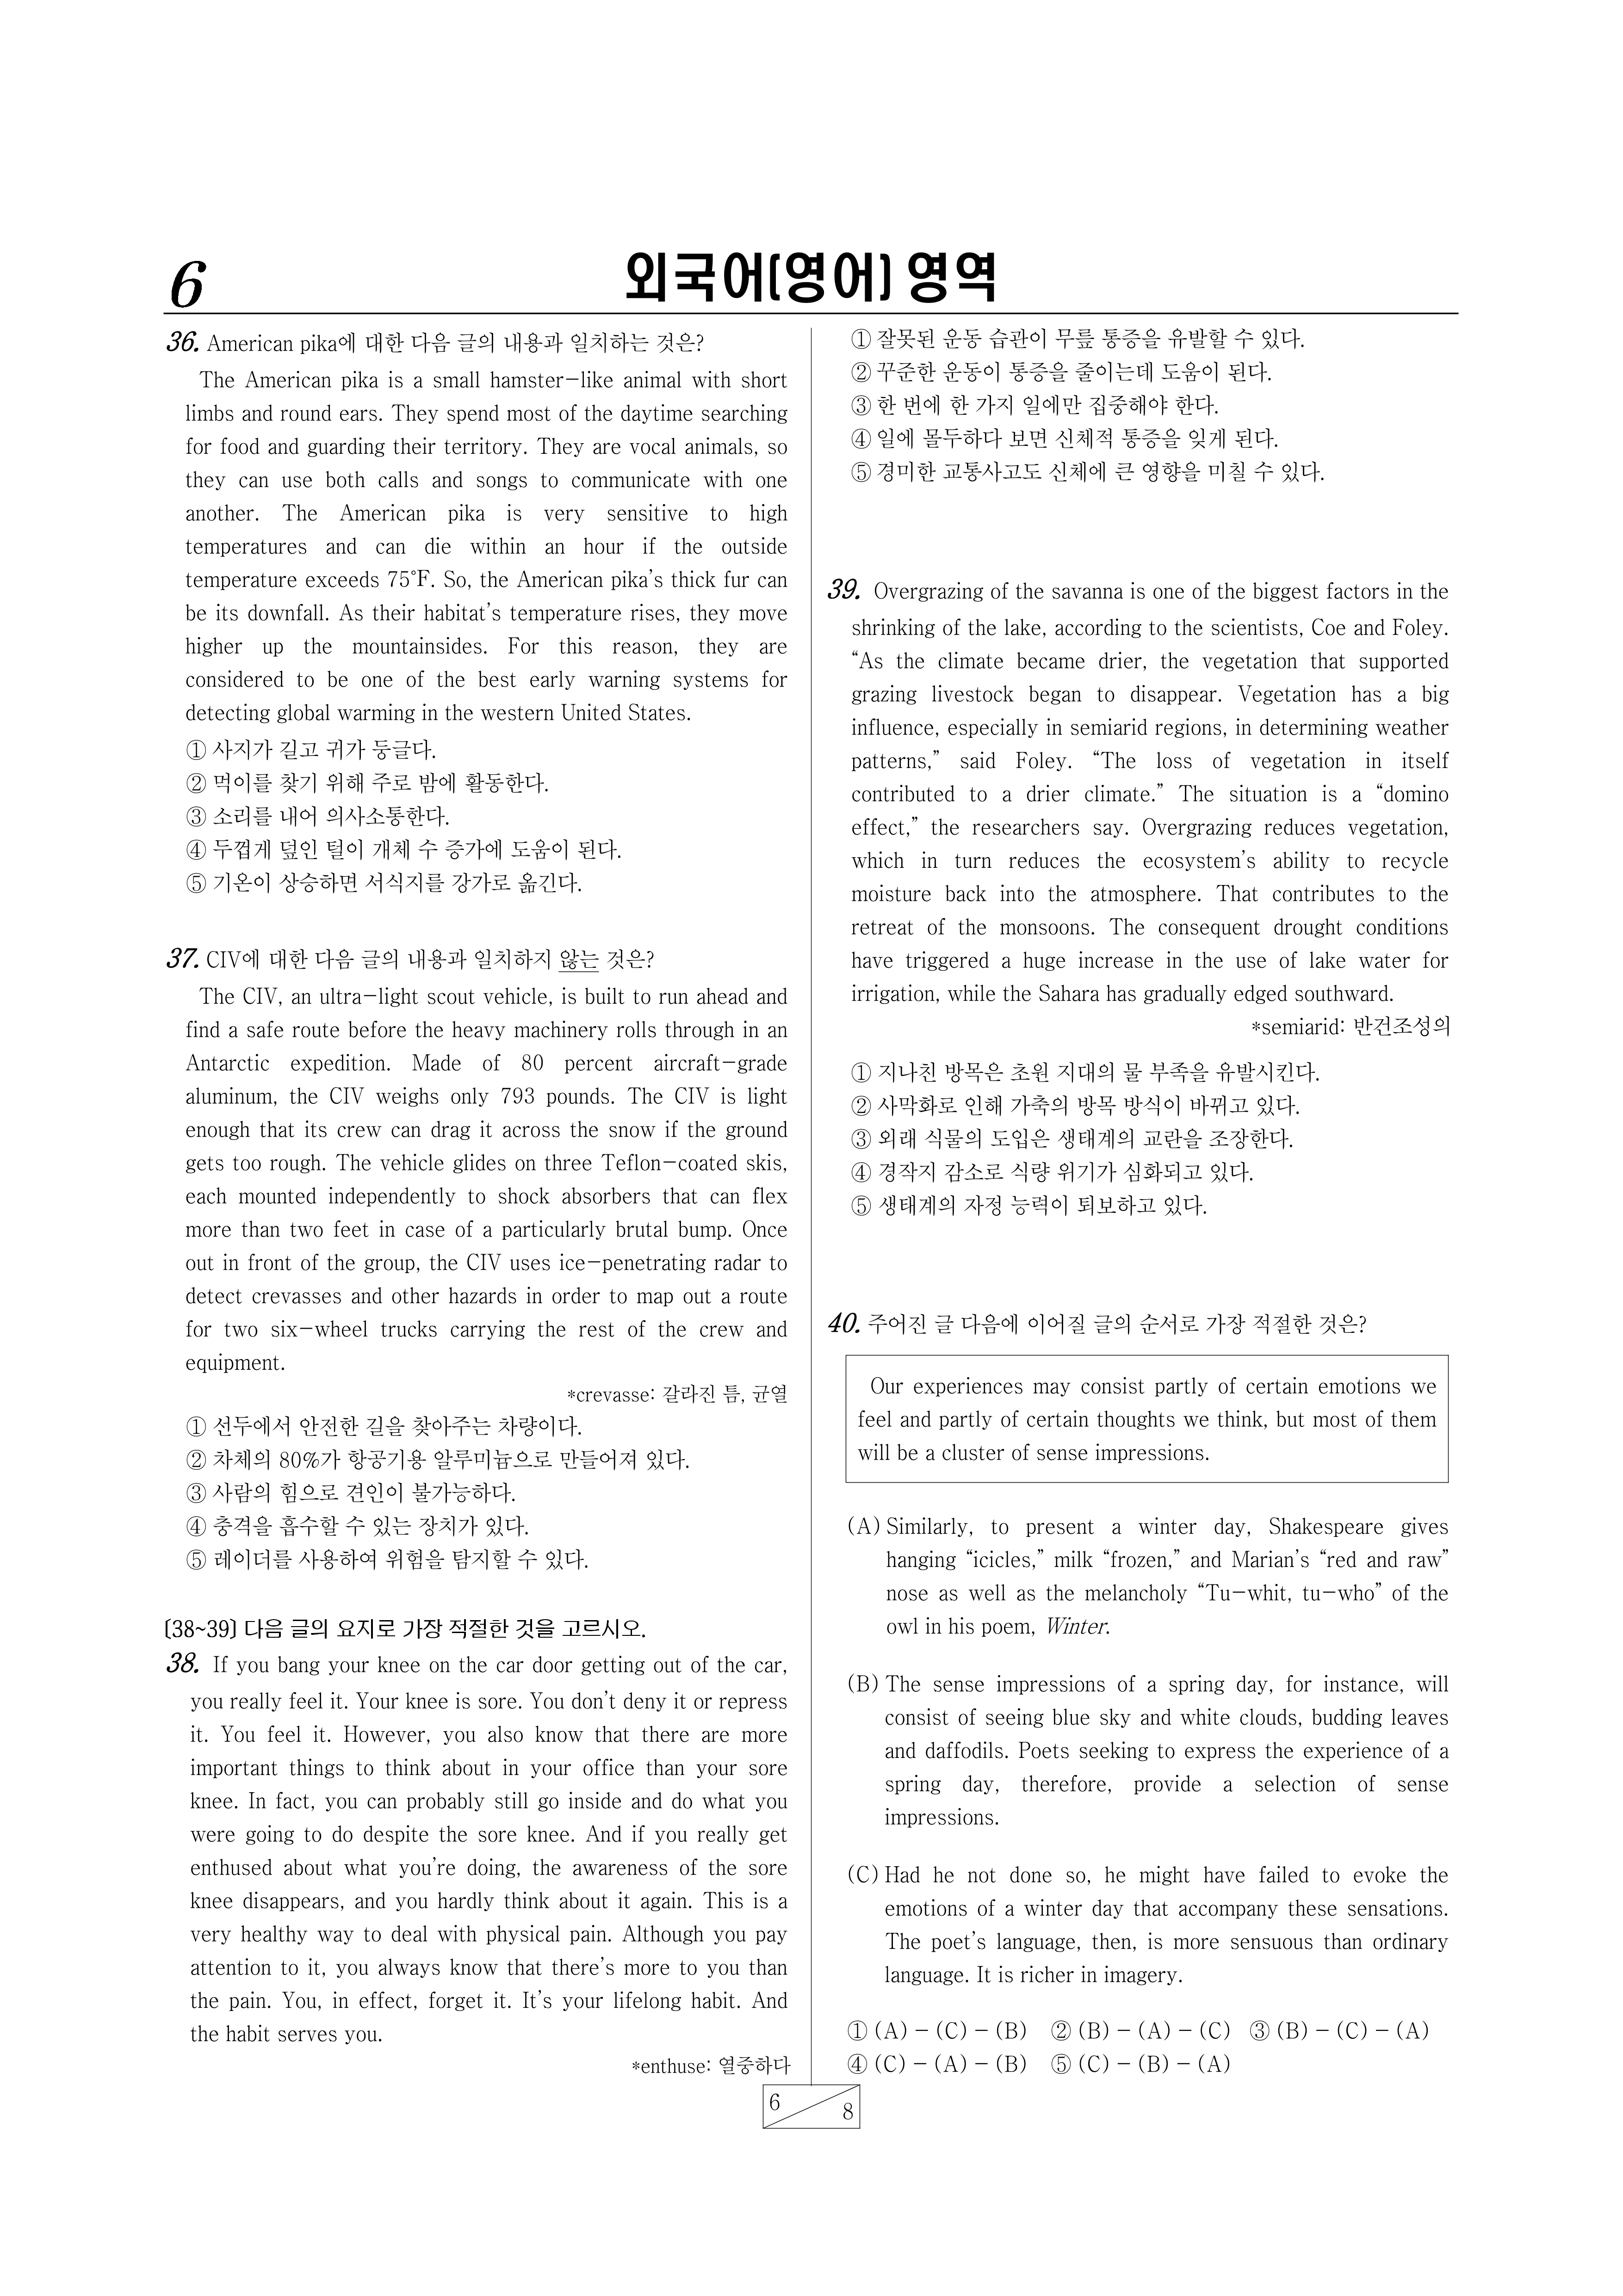 6
외국어(영어) 영역
36. American pika에 대한 다음 글의 내용과 일치하는 것은?
The American pika is a small hamster-like animal with short
limbs and round ears. They spend most of the daytime searching
for food and guarding their territory. They are vocal animals, so
they can use both calls and songs to communicate with one
another. The American pika is very sensitive to high
temperatures and can die within an hour if the outside
temperature exceeds 75°F. So, the American pika's thick fur can
be its downfall. As their habitat's temperature rises, they move
higher up the mountainsides. For this reason, they are
considered to be one of the best early warning systems for
detecting global warming in the western United States.
① 사지가 길고 귀가 둥글다.
② 먹이를 찾기 위해 주로 밤에 활동한다.
③ 소리를 내어 의사소통한다.
④ 두껍게 덮인 털이 개체 수 증가에 도움이 된다.
⑤ 기온이 상승하면 서식지를 강가로 옮긴다.
37. CIV에 대한 다음 글의 내용과 일치하지 않는 것은?
The CIV, an ultra-light scout vehicle, is built to run ahead and
find a safe route before the heavy machinery rolls through in an
Antarctic expedition. Made of 80 percent aircraft-grade
aluminum, the CIV weighs only 793 pounds. The CIV is light
enough that its crew can drag it across the snow if the ground
gets too rough. The vehicle glides on three Teflon-coated skis,
each mounted independently to shock absorbers that can flex
more than two feet in case of a particularly brutal bump. Once
out in front of the group, the CIV uses ice-penetrating radar to
detect crevasses and other hazards in order to map out a route
for two six-wheel trucks carrying the rest of the crew and
equipment.
*crevasse: 갈라진 틈, 균열
① 선두에서 안전한 길을 찾아주는 차량이다.
② 차체의 80%가 항공기용 알루미늄으로 만들어져 있다.
③ 사람의 힘으로 견인이 불가능하다.
④ 충격을 흡수할 수 있는 장치가 있다.
⑤ 레이더를 사용하여 위험을 탐지할 수 있다.
[38~39] 다음 글의 요지로 가장 적절한 것을 고르시오.
38. If you bang your knee on the car door getting out of the car,
you really feel it. Your knee is sore. You don't deny it or repress
it. You feel it. However, you also know that there are more
important things to think about in your office than your sore
knee. In fact, you can probably still go inside and do what you
were going to do despite the sore knee. And if you really get
enthused about what you're doing, the awareness of the sore
knee disappears, and you hardly think about it again. This is a
very healthy way to deal with physical pain. Although you pay
attention to it, you always know that there's more to you than
the pain. You, in effect, forget it. It's your lifelong habit. And
the habit serves you.
*enthuse: 열중하다
① 잘못된 운동 습관이 무릎 통증을 유발할 수 있다.
② 꾸준한 운동이 통증을 줄이는데 도움이 된다.
③ 한 번에 한 가지 일에만 집중해야 한다.
④ 일에 몰두하다 보면 신체적 통증을 잊게 된다.
⑤ 경미한 교통사고도 신체에 큰 영향을 미칠 수 있다.
39. Overgrazing of the savanna is one of the biggest factors in the
shrinking of the lake, according to the scientists, Coe and Foley.
“As the climate became drier, the vegetation that supported
grazing livestock began to disappear. Vegetation has a big
influence, especially in semiarid regions, in determining weather
patterns,” said Foley. “The loss of vegetation in itself
contributed to a drier climate.” The situation is a “domino
effect,” the researchers say. Overgrazing reduces vegetation,
which in turn reduces the ecosystem's ability to recycle
moisture back into the atmosphere. That contributes to the
retreat of the monsoons. The consequent drought conditions
have triggered a huge increase in the use of lake water for
irrigation, while the Sahara has gradually edged southward.
*semiarid: 반건조성의
① 지나친 방목은 초원 지대의 물 부족을 유발시킨다.
② 사막화로 인해 가축의 방목 방식이 바뀌고 있다.
③ 외래 식물의 도입은 생태계의 교란을 조장한다.
④ 경작지 감소로 식량 위기가 심화되고 있다.
⑤ 생태계의 자정 능력이 퇴보하고 있다.
40. 주어진 글 다음에 이어질 글의 순서로 가장 적절한 것은?
Our experiences may consist partly of certain emotions we
feel and partly of certain thoughts we think, but most of them
will be a cluster of sense impressions.
(A) Similarly, to present a winter day, Shakespeare gives
hanging “icicles,” milk “frozen,” and Marian's “red and raw”
nose as well as the melancholy “Tu-whit, tu-who” of the
owl in his poem, Winter.
(B) The sense impressions of a spring day, for instance, will
consist of seeing blue sky and white clouds, budding leaves
and daffodils. Poets seeking to express the experience of a
spring day, therefore, provide a selection of sense
impressions.
(C) Had he not done so, he might have failed to evoke the
emotions of a winter day that accompany these sensations.
The poet's language, then, is more sensuous than ordinary
language. It is richer in imagery.
① (A) - (C) - (B) ② (B) - (A) - (C) ③ (B) - (C) - (A)
④ (C) - (A) - (B) ⑤ (C) - (B) - (A)
6
8